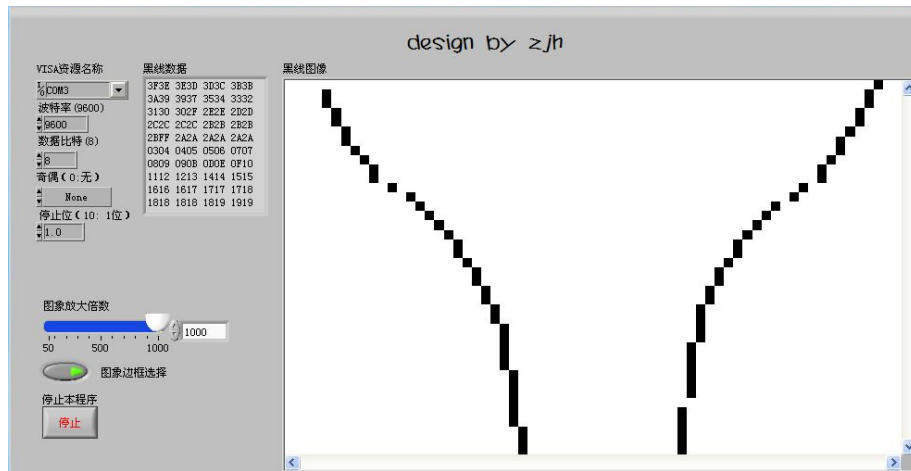 design by zjh
VISA资源名称
COM3
波特率(9600)
9600
数据比特(8)
8
奇偶(0:无)
None
停止位(10: 1位)
1.0
黑线数据
3F3E 3E3D 3D3C 3B3B
3A39 3937 3534 3332
3130 302F 2E2E 2D2D
2C2C 2C2C 2B2B 2B2B
2BFF 2A2A 2A2A 2A2A
0304 0405 0506 0707
0809 090B 0D0E 0F10
1112 1213 1414 1515
1616 1617 1717 1718
1818 1818 1819 1919
黑线图像
图象放大倍数
1000
50 500 1000
图象边框选择
停止本程序
停止